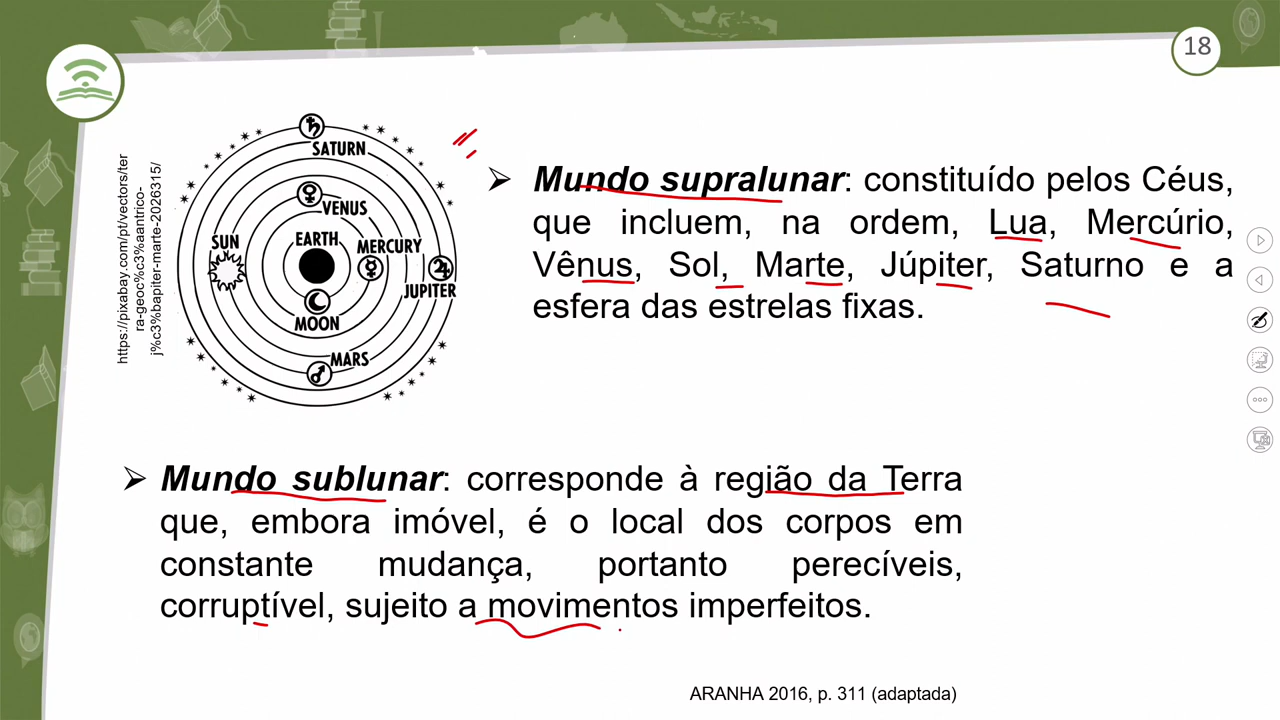 18
https://pixabay.com/pt/vectors/ter
ra-geoc%c3%aantrico-
j%c3%bapiter-marte-2026315/
SATURN
VENUS
SUN
EARTH
MERCURY
JUPITER
MOON
MARS
➢ Mundo supralunar: constituído pelos Céus,
que incluem, na ordem, Lua, Mercúrio,
Vênus, Sol, Marte, Júpiter, Saturno e a
esfera das estrelas fixas.
➢ Mundo sublunar: corresponde à região da Terra
que, embora imóvel, é o local dos corpos em
constante mudança, portanto perecíveis,
corruptível, sujeito a movimentos imperfeitos.
ARANHA 2016, p. 311 (adaptada)